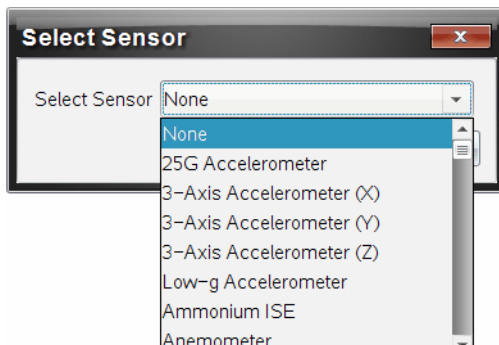 Select Sensor
x
Select Sensor None
None
25G Accelerometer
3-Axis Accelerometer (X)
3-Axis Accelerometer (Y)
3-Axis Accelerometer (Z)
Low-g Accelerometer
Ammonium ISE
Anemometer